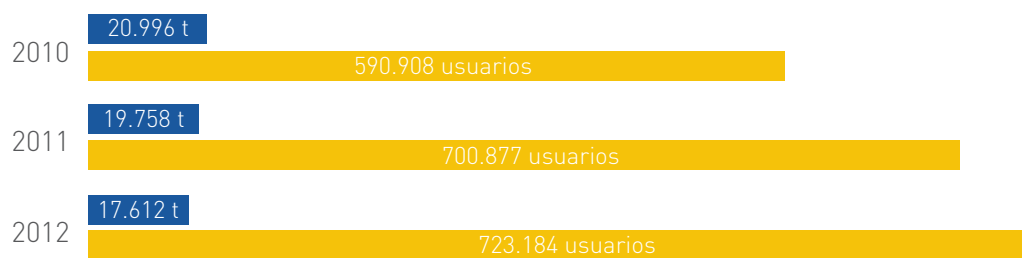 20.996 t
2010
590.908 usuarios
19.758 t
2011
700.877 usuarios
17.612 t
2012
723.184 usuarios